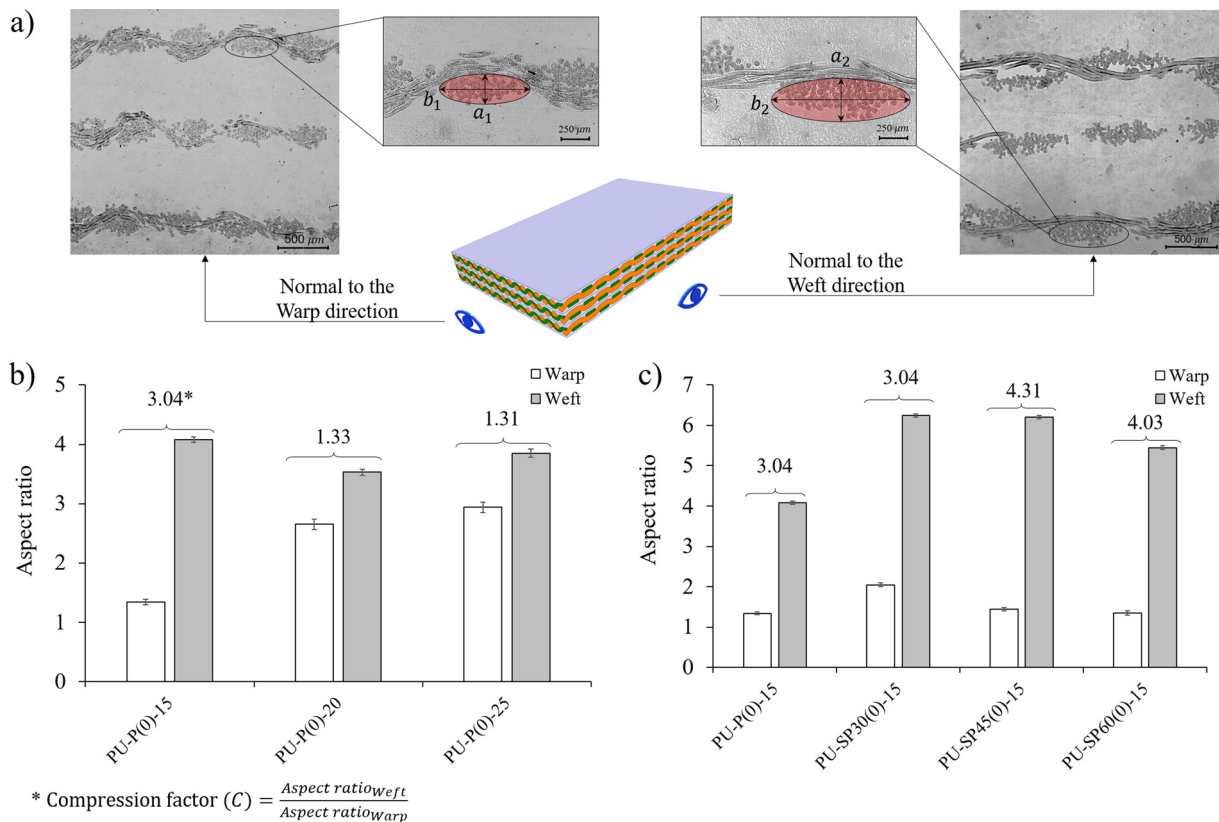 a)
b₁
a₁
250 μm
a₂
b₂
250 μm
500 μm
500 μm
Normal to the
Warp direction
Normal to the
Weft direction
b)
Aspect ratio
5
4
3
2
1
0
Warp
Weft
3.04*
1.33
1.31
PU-P(0)-15
PU-P(0)-20
PU-P(0)-25
* Compression factor (C) = Aspect ratio_Weft / Aspect ratio_Warp
c)
Aspect ratio
7
6
5
4
3
2
1
0
Warp
Weft
3.04
3.04
4.31
4.03
PU-P(0)-15
PU-SP30(0)-15
PU-SP45(0)-15
PU-SP60(0)-15